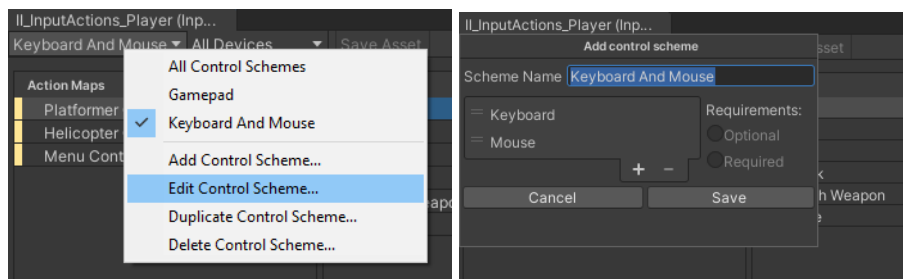 II_InputActions_Player (Inp...
Keyboard And Mouse All Devices Save Asset
Action Maps
Platformer
Helicopter
Menu Cont
All Control Schemes
Gamepad
Keyboard And Mouse
Add Control Scheme...
Edit Control Scheme...
Duplicate Control Scheme...
Delete Control Scheme...
II_InputActions_Player (Inp...
Add control scheme
Scheme Name Keyboard And Mouse
Keyboard
Mouse
Requirements:
Optional
Required
+ −
Cancel Save
h Weapon